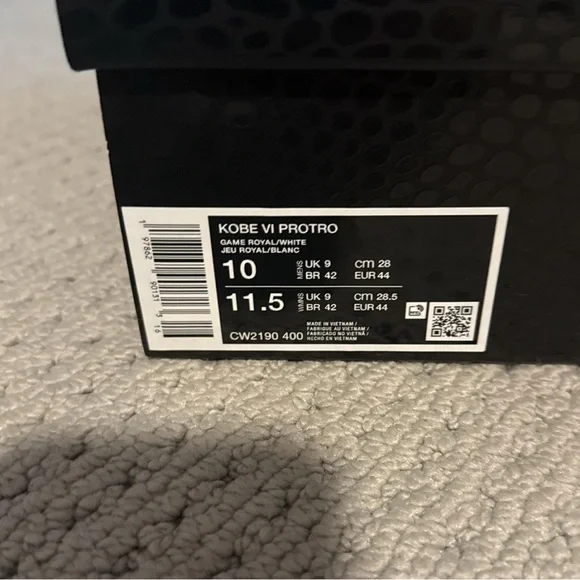 KOBE VI PROTRO
GAME ROYAL/WHITE
JEU ROYAL/BLANC
10 MENS UK 9 CM 28
BR 42 EUR 44
11.5 WMNS UK 9 CM 28.5
BR 42 EUR 44
CW2190 400
MADE IN VIETNAM /
FABRIQUÉ AU VIETNAM /
FABRICADO NO VIETNÃ /
HECHO EN VIETNAM